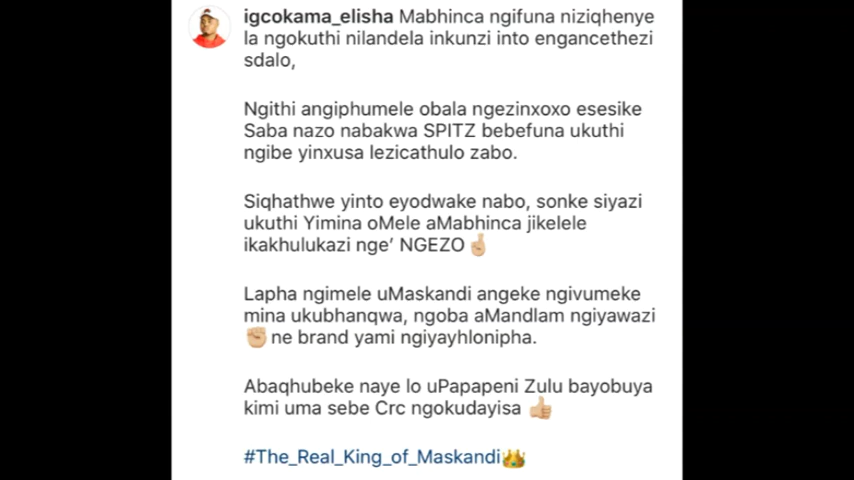 igcokama_elisha Mabhinca ngifuna niziqhenye
la ngokuthi nilandela inkunzi into engancethezi
sdalo,
Ngithi angiphumele obala ngezinxoxo esesike
Saba nazo nabakwa SPITZ bebefuna ukuthi
ngibe yinxusa lezicathulo zabo.
Siqhathwe yinto eyodwake nabo, sonke siyazi
ukuthi Yimina oMele aMabhinca jikelele
ikakhulukazi nge’ NGEZO🤞🏼
Lapha ngimele uMaskandi angeke ngivumeke
mina ukubhanqwa, ngoba aMandlam ngiyawazi
✊🏼ne brand yami ngiyayhlonipha.
Abaqhubeke naye lo uPapapeni Zulu bayobuya
kimi uma sebe Crc ngokudayisa 👍🏼
#The_Real_King_of_Maskandi👑